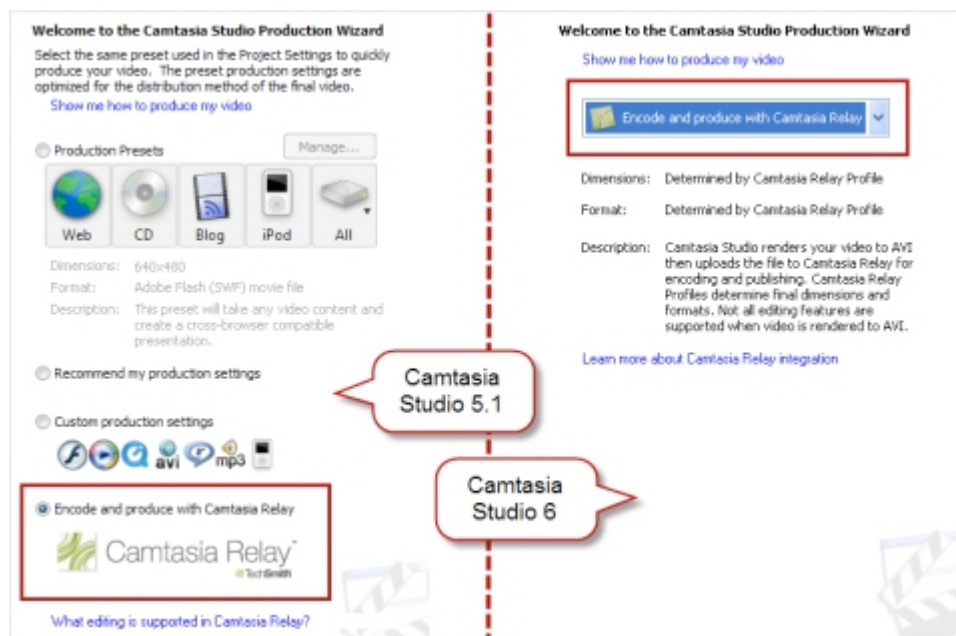 Welcome to the Camtasia Studio Production Wizard
Select the same preset used in the Project Settings to quickly
produce your video. The preset production settings are
optimized for the distribution method of the final video.
Show me how to produce my video
Production Presets
Manage...
Web CD Blog iPod All
Dimensions: 640x480
Format: Adobe Flash (SWF) movie file
Description: This preset will take any video content and
create a cross-browser compatible
presentation.
Recommend my production settings
Custom production settings
avi mp3
Encode and produce with Camtasia Relay
Camtasia Relay™
TechSmith
What editing is supported in Camtasia Relay?
Camtasia
Studio 5.1
Camtasia
Studio 6
Welcome to the Camtasia Studio Production Wizard
Show me how to produce my video
Encode and produce with Camtasia Relay
Dimensions: Determined by Camtasia Relay Profile
Format: Determined by Camtasia Relay Profile
Description: Camtasia Studio renders your video to AVI
then uploads the file to Camtasia Relay for
encoding and publishing. Camtasia Relay
Profiles determine final dimensions and
formats. Not all editing features are
supported when video is rendered to AVI.
Learn more about Camtasia Relay integration